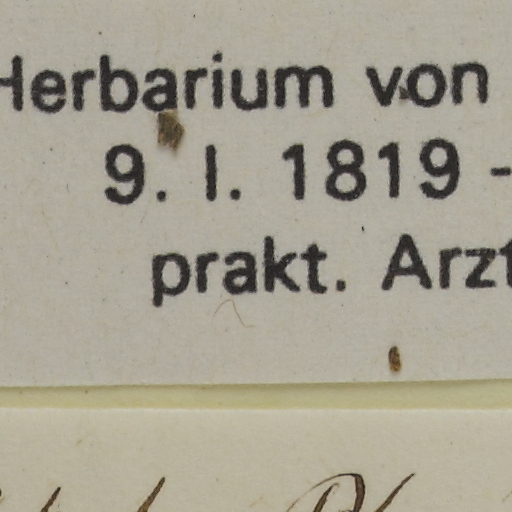 Herbarium von
9. I. 1819 -
prakt. Arzt